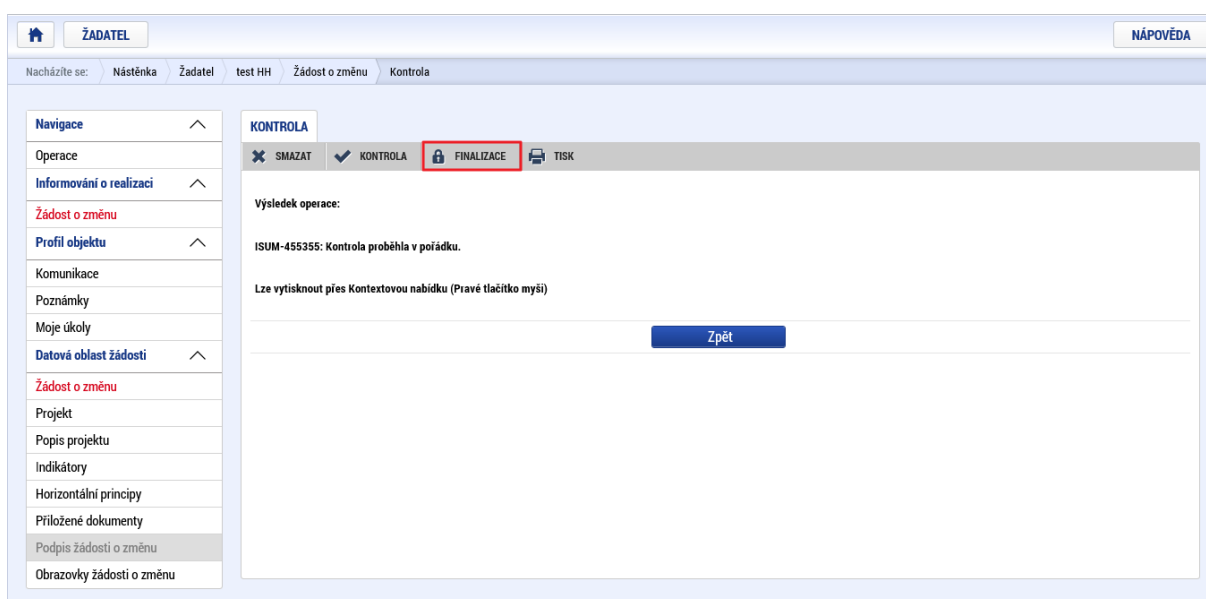 ŽADATEL
NÁPOVĚDA
Nacházíte se: Nástěnka Žadatel test HH Žádost o změnu Kontrola
Navigace
Operace
Informování o realizaci
Žádost o změnu
Profil objektu
Komunikace
Poznámky
Moje úkoly
Datová oblast žádosti
Žádost o změnu
Projekt
Popis projektu
Indikátory
Horizontální principy
Přiložené dokumenty
Podpis žádosti o změnu
Obrazovky žádosti o změnu
KONTROLA
SMAZAT KONTROLA FINALIZACE TISK
Výsledek operace:
ISUM-455355: Kontrola proběhla v pořádku.
Lze vytisknout přes Kontextovou nabídku (Pravé tlačítko myši)
Zpět